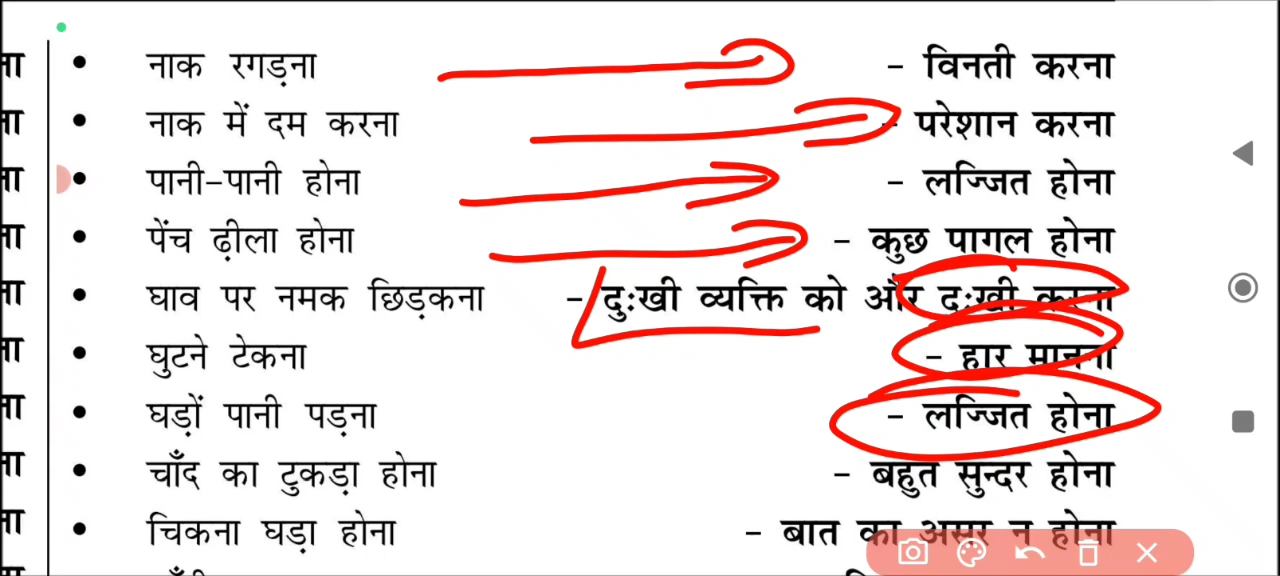 ना • नाक रगड़ना - विनती करना
ना • नाक में दम करना - परेशान करना
ना • पानी-पानी होना - लज्जित होना
ना • पेंच ढ़ीला होना - कुछ पागल होना
ना • घाव पर नमक छिड़कना - दुःखी व्यक्ति को और दुःखी करना
ना • घुटने टेकना - हार मानना
ना • घड़ों पानी पड़ना - लज्जित होना
ना • चाँद का टुकड़ा होना - बहुत सुन्दर होना
ना • चिकना घड़ा होना - बात का असर न होना